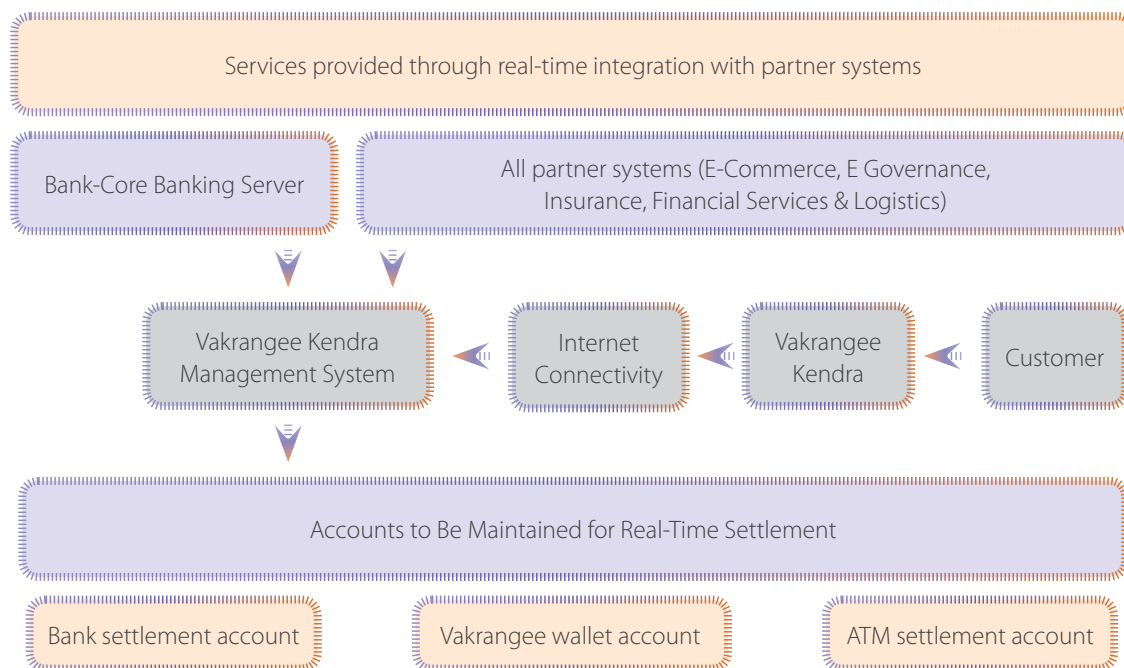 Services provided through real-time integration with partner systems
Bank-Core Banking Server
All partner systems (E-Commerce, E Governance,
Insurance, Financial Services & Logistics)
Vakrangee Kendra
Management System
Internet
Connectivity
Vakrangee
Kendra
Customer
Accounts to Be Maintained for Real-Time Settlement
Bank settlement account
Vakrangee wallet account
ATM settlement account